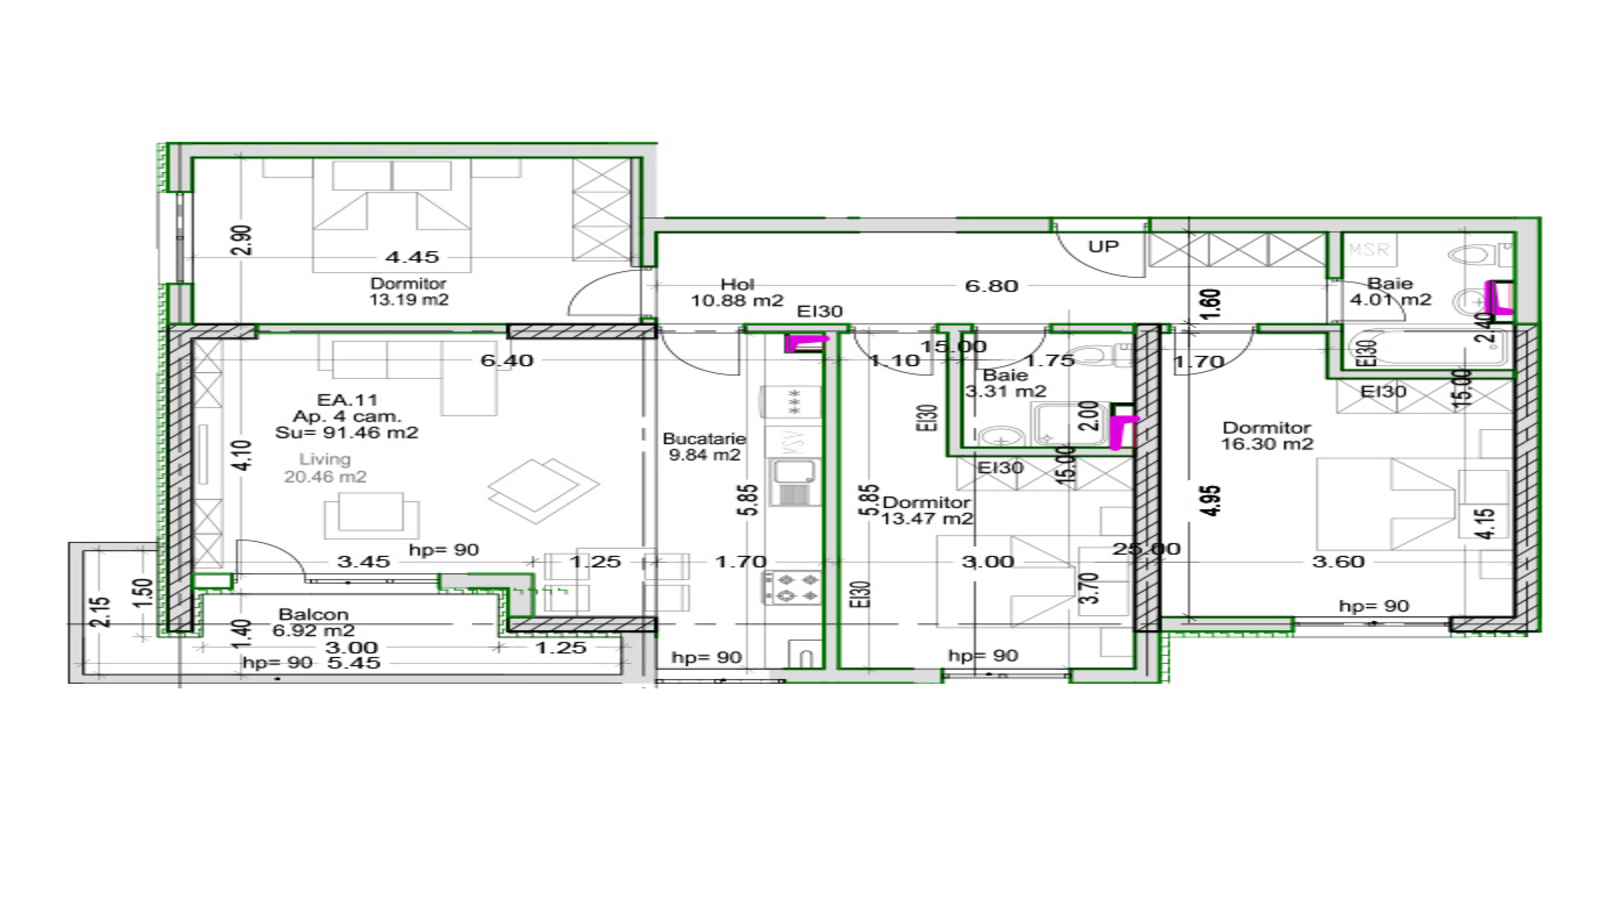 2.90
4.45
Dormitor
13.19 m2
UP
MSR
Hol
10.88 m2
6.80
EI30
1.60
Baie
4.01 m2
2.40
EI30
15.00
EI30
6.40
EA.11
Ap. 4 cam.
Su= 91.46 m2
Living
20.46 m2
4.10
3.45
hp= 90
1.25
Bucatarie
9.84 m2
5.85
1.70
hp= 90
***
15.00
1.10
1.75
Baie
3.31 m2
2.00
EI30
EI30
15.00
5.85
Dormitor
13.47 m2
3.00
3.70
EI30
hp= 90
25.00
1.70
Dormitor
16.30 m2
4.95
4.15
3.60
hp= 90
2.15
1.50
1.40
Balcon
6.92 m2
3.00
hp= 90 5.45
1.25